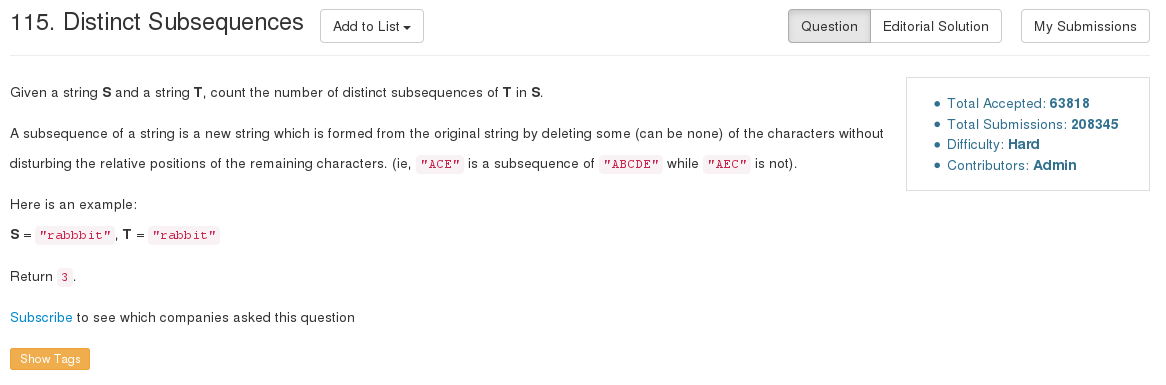 115. Distinct Subsequences
Add to List
Question
Editorial Solution
My Submissions
Total Accepted: 63818
Total Submissions: 208345
Difficulty: Hard
Contributors: Admin
Given a string S and a string T, count the number of distinct subsequences of T in S.
A subsequence of a string is a new string which is formed from the original string by deleting some (can be none) of the characters without
disturbing the relative positions of the remaining characters. (ie, "ACE" is a subsequence of "ABCDE" while "AEC" is not).
Here is an example:
S = "rabbbit", T = "rabbit"
Return 3.
Subscribe to see which companies asked this question
Show Tags